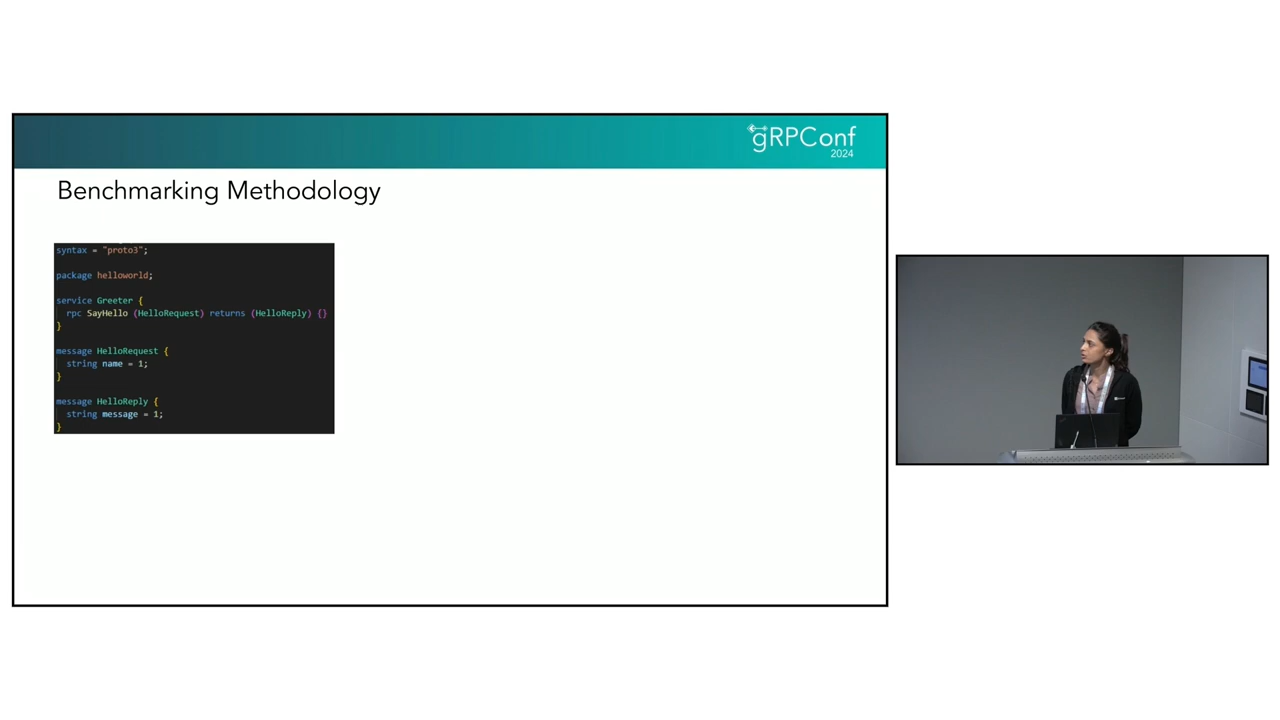 gRPConf
2024
Benchmarking Methodology
syntax = "proto3";
package helloworld;
service Greeter {
rpc SayHello (HelloRequest) returns (HelloReply) {}
}
message HelloRequest {
string name = 1;
}
message HelloReply {
string message = 1;
}